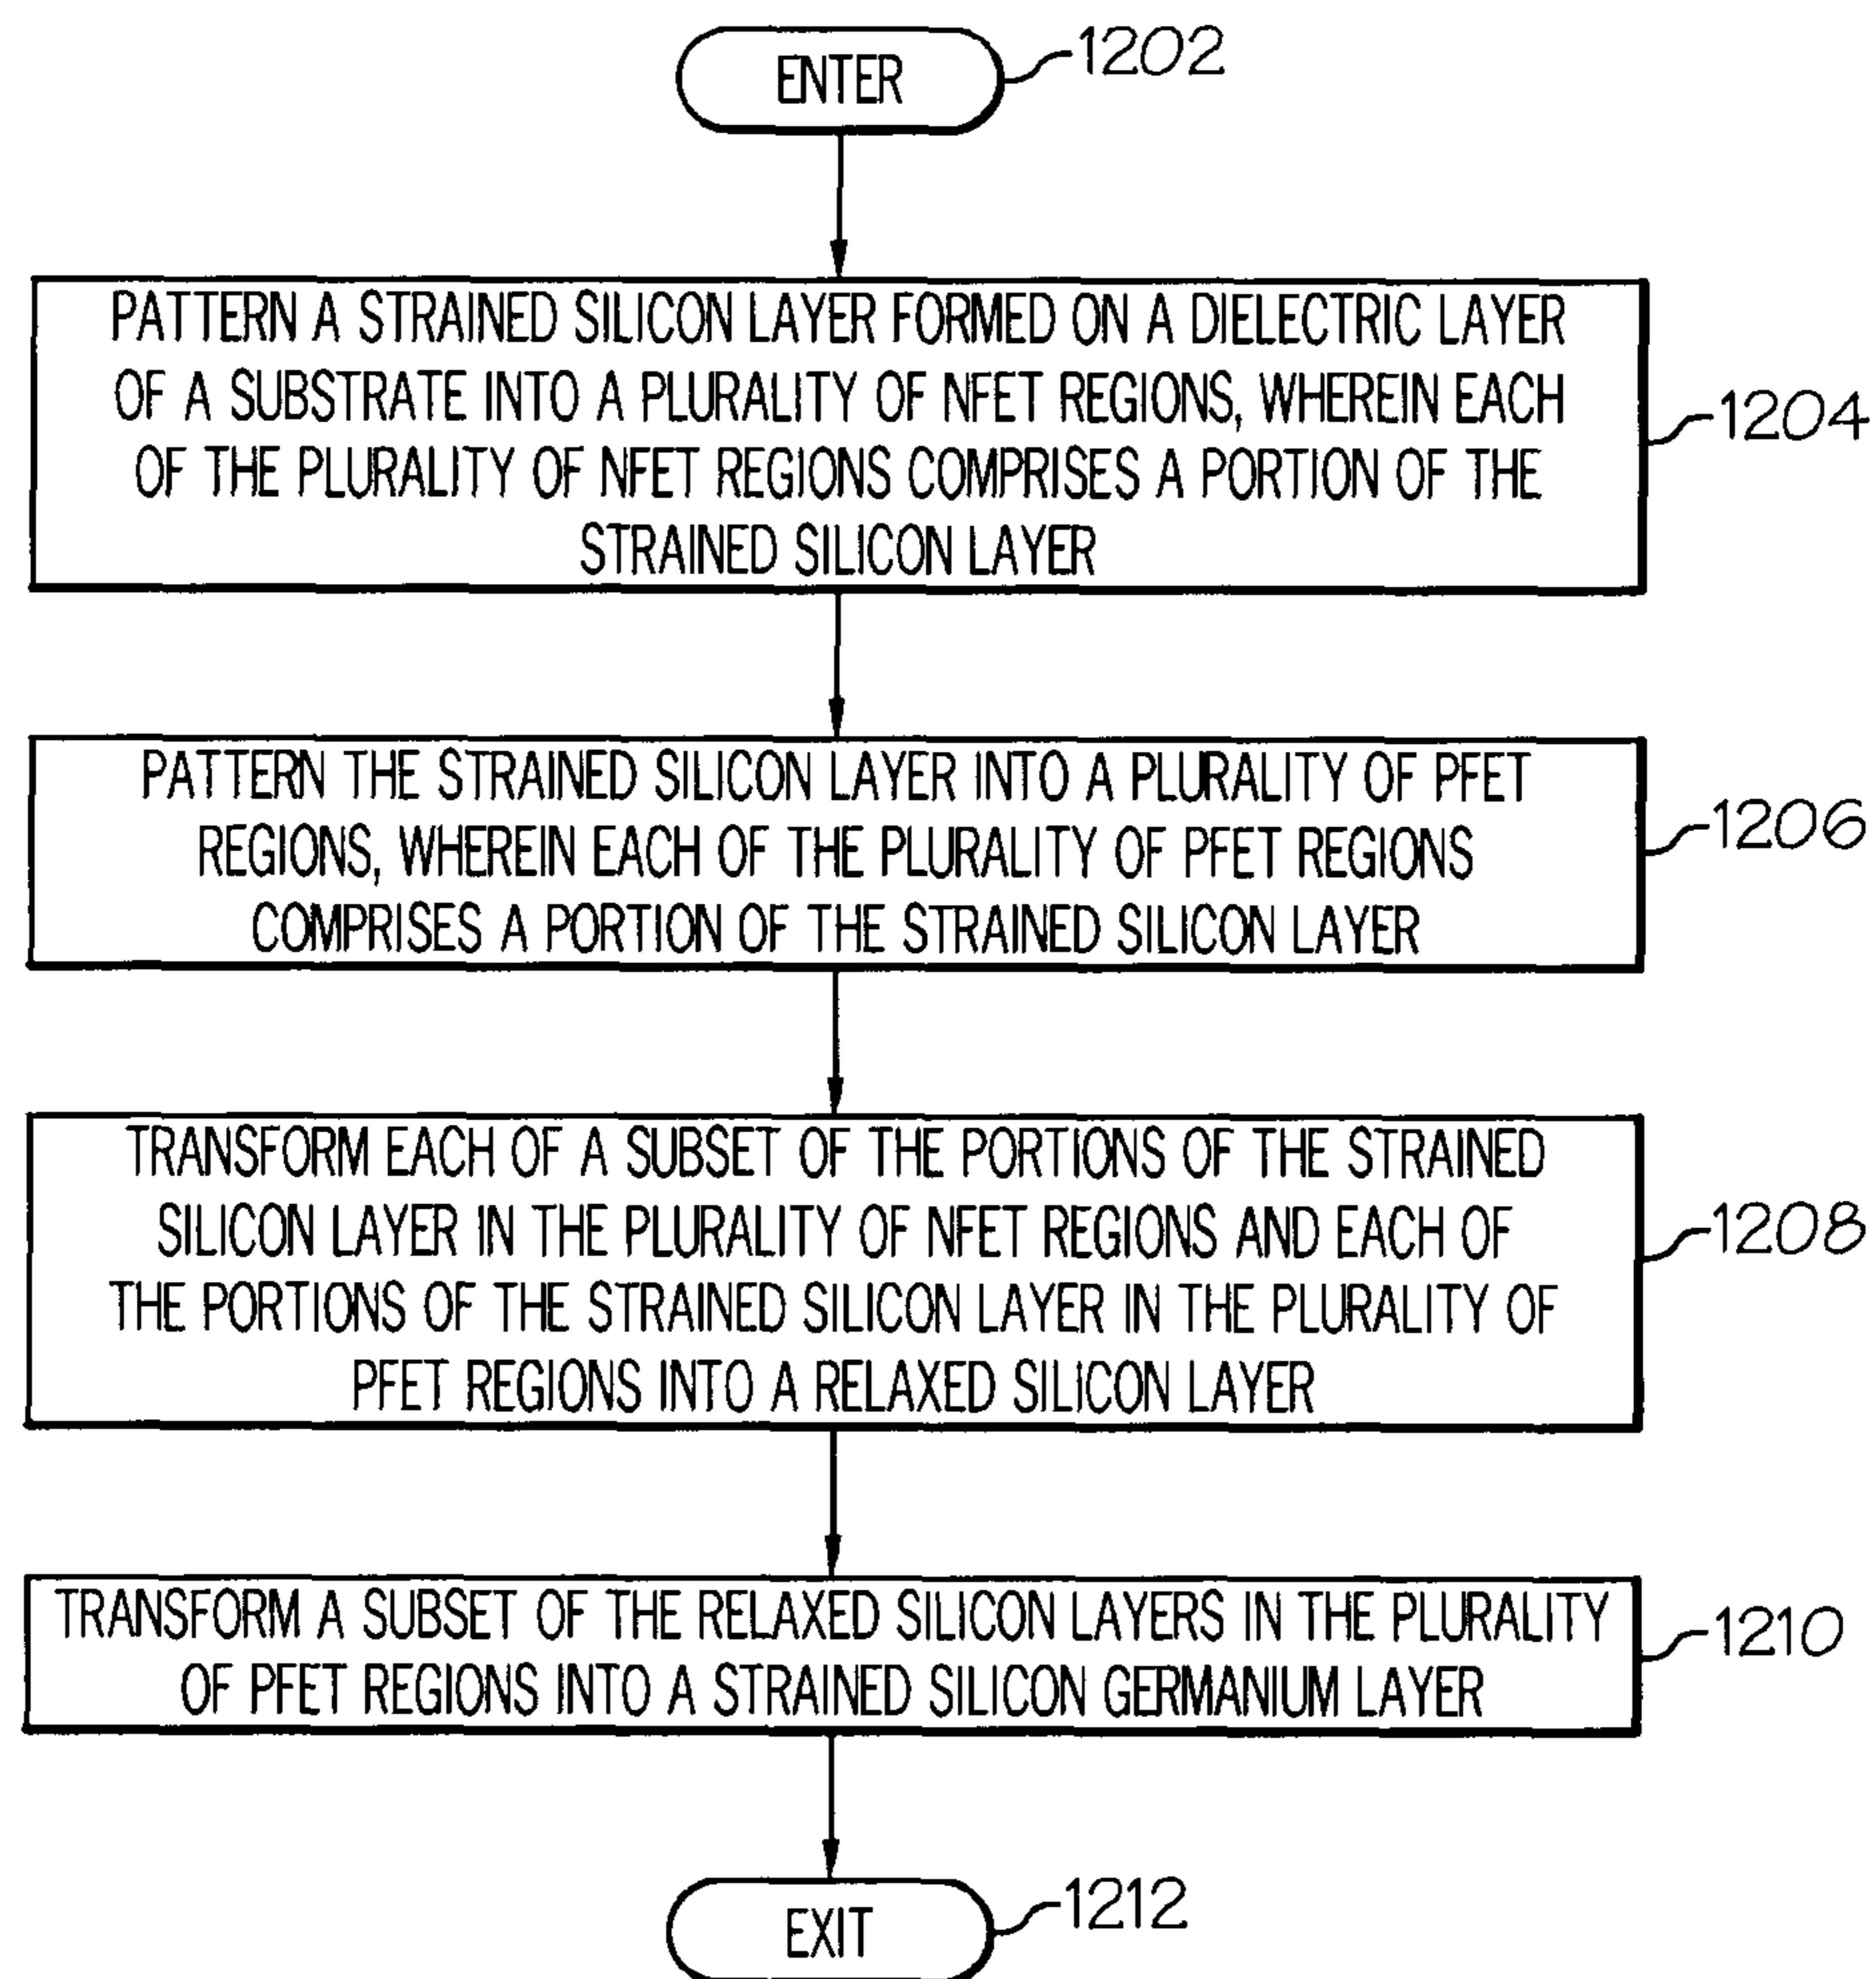 ENTER
1202
PATTERN A STRAINED SILICON LAYER FORMED ON A DIELECTRIC LAYER
OF A SUBSTRATE INTO A PLURALITY OF NFET REGIONS, WHEREIN EACH
OF THE PLURALITY OF NFET REGIONS COMPRISES A PORTION OF THE
STRAINED SILICON LAYER
1204
PATTERN THE STRAINED SILICON LAYER INTO A PLURALITY OF PFET
REGIONS, WHEREIN EACH OF THE PLURALITY OF PFET REGIONS
COMPRISES A PORTION OF THE STRAINED SILICON LAYER
1206
TRANSFORM EACH OF A SUBSET OF THE PORTIONS OF THE STRAINED
SILICON LAYER IN THE PLURALITY OF NFET REGIONS AND EACH OF
THE PORTIONS OF THE STRAINED SILICON LAYER IN THE PLURALITY OF
PFET REGIONS INTO A RELAXED SILICON LAYER
1208
TRANSFORM A SUBSET OF THE RELAXED SILICON LAYERS IN THE PLURALITY
OF PFET REGIONS INTO A STRAINED SILICON GERMANIUM LAYER
1210
EXIT
1212